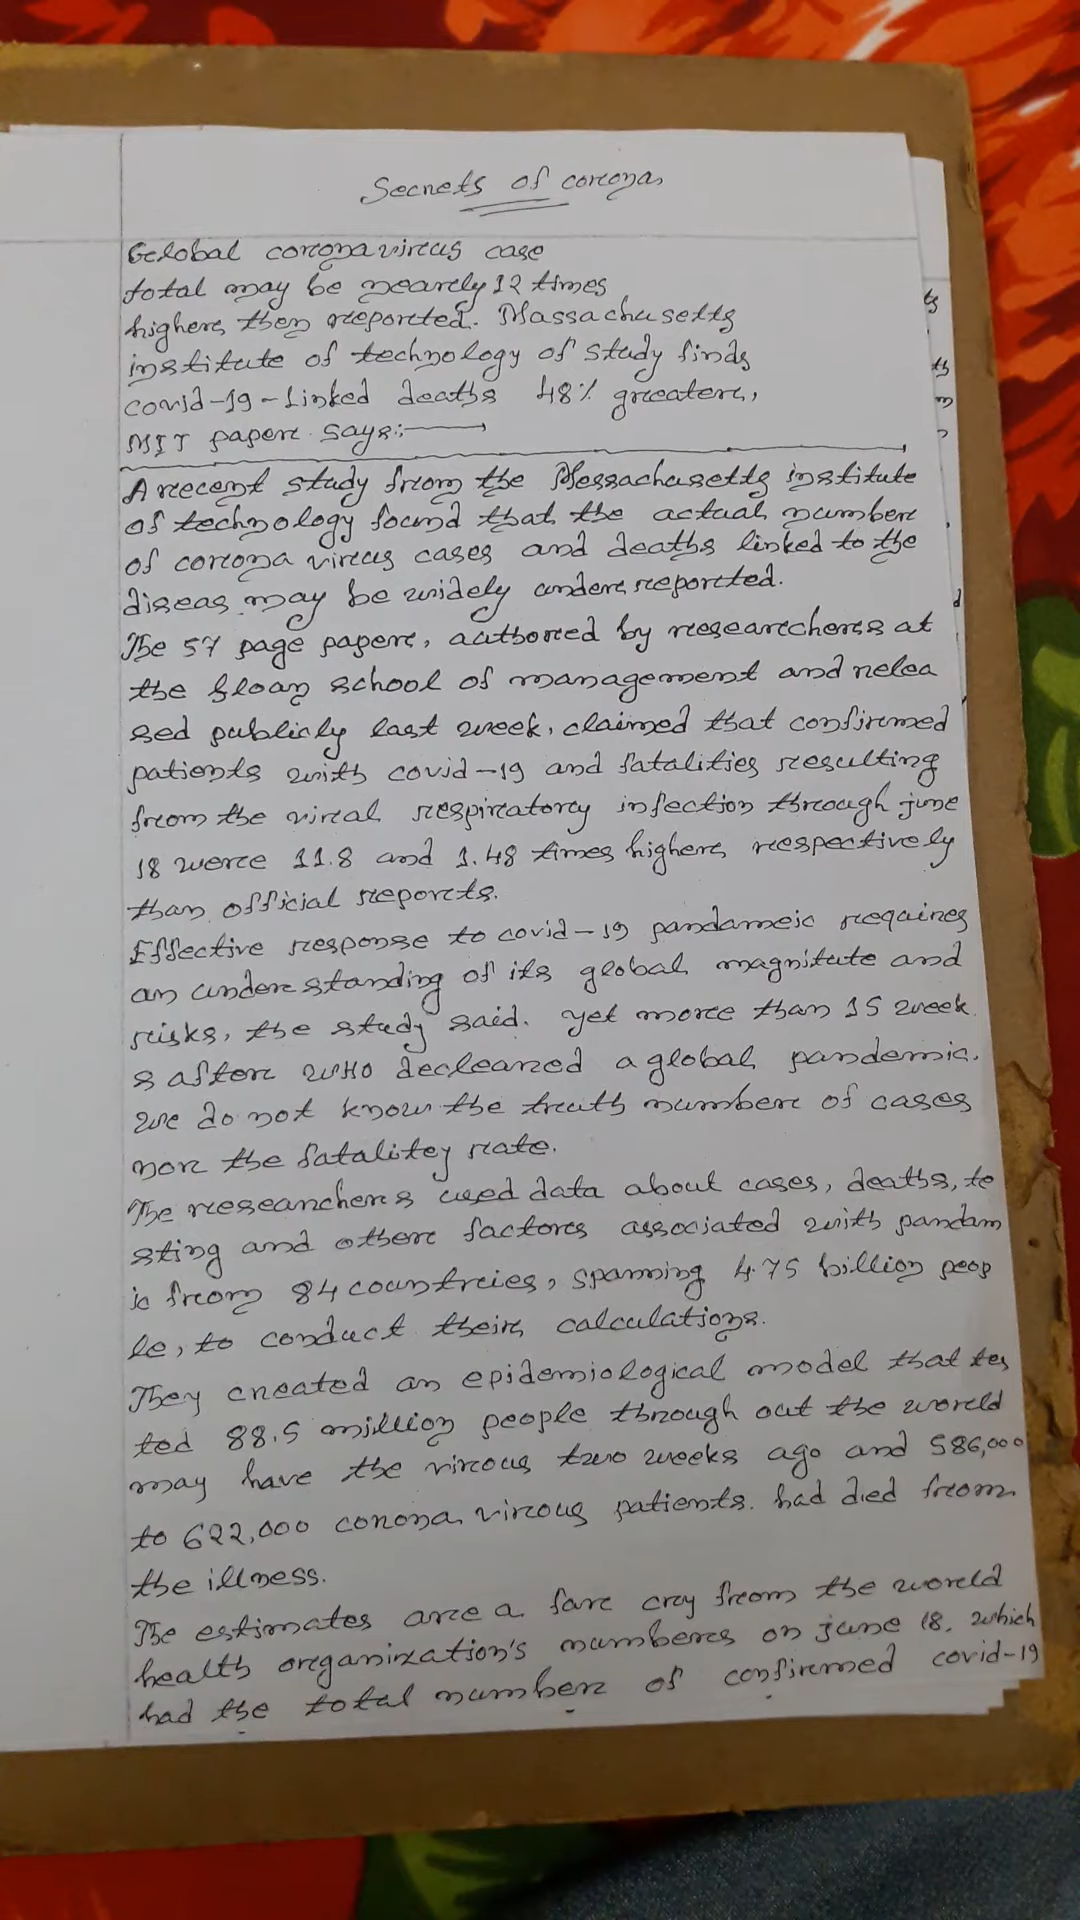 Secrets of corona
Gelobal coronavirus case
total may be nearly 12 times
higher then reported. Massachusetts
institute of technology of study finds
covid-19-Linked deaths 48% greater,
MIT paper says:-
A recent study from the Messachusetts institute
of technology found that the actual number
of corona virus cases and deaths linked to the
diseas may be widely under reported.
The 57 page paper, authored by researchers at
the sloan school of management and relea
sed publicly last week, claimed that confirmed
patients with covid-19 and fatalities resulting
from the viral respiratory infection through june
18 were 11.8 and 1.48 times higher respectively
than official reports.
Effective response to covid-19 pandameic requires
an understanding of its global magnitute and
risks, the study said. yet more than 15 week
s after WHO decleared a global pandemic.
we do not know the truth number of cases
nor the fatalitey rate.
The researchers used data about cases, deaths, te
sting and other factors associated with pandam
ic from 84 countries, spanning 4.75 billion peop
le, to conduct their calculations.
They created an epidemiological model that tes
ted 88.5 million people through out the world
may have the virous two weeks ago and 586,000
to 622,000 corona virous patients. had died from
the illness.
The estimates are a far cry from the world
health organization's numbers on june 18. which
had the total number of confirmed covid-19
ts
th
m
d